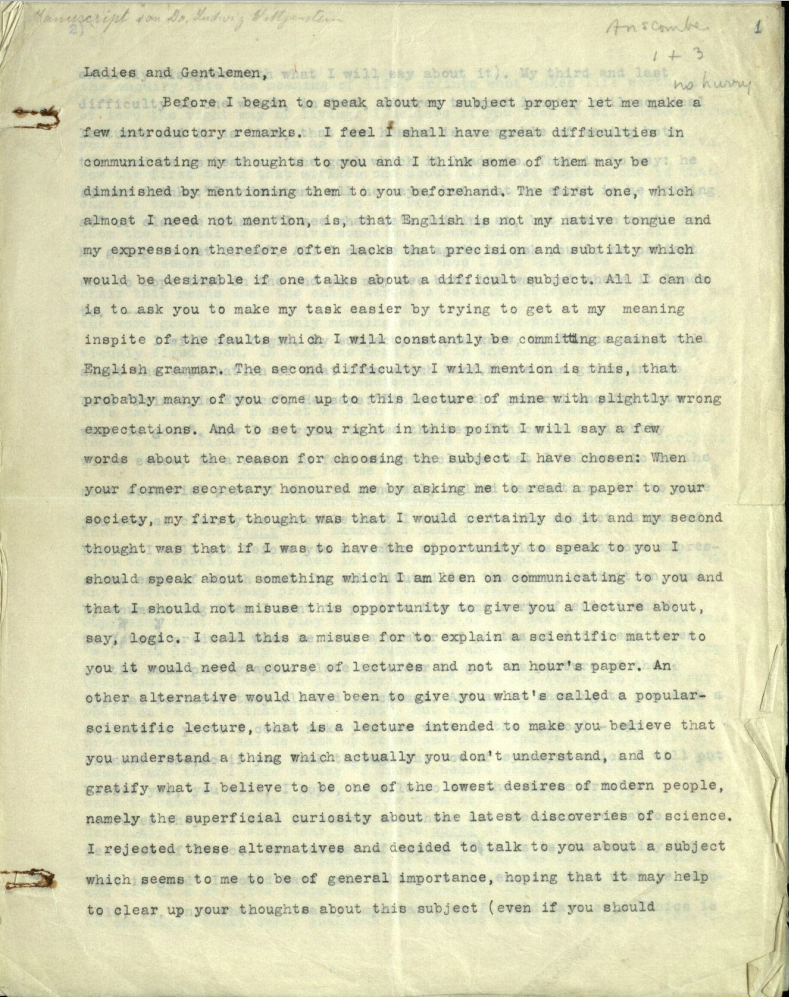 Manuscript von Dr. Ludwig Wittgenstein
Anscombe
1
1 + 3
no hurry
Ladies and Gentlemen,
Before I begin to speak about my subject proper let me make a
few introductory remarks. I feel I shall have great difficulties in
communicating my thoughts to you and I think some of them may be
diminished by mentioning them to you beforehand. The first one, which
almost I need not mention, is, that English is not my native tongue and
my expression therefore often lacks that precision and subtilty which
would be desirable if one talks about a difficult subject. All I can do
is to ask you to make my task easier by trying to get at my meaning
inspite of the faults which I will constantly be committing against the
English grammar. The second difficulty I will mention is this, that
probably many of you come up to this lecture of mine with slightly wrong
expectations. And to set you right in this point I will say a few
words about the reason for choosing the subject I have chosen: When
your former secretary honoured me by asking me to read a paper to your
society, my first thought was that I would certainly do it and my second
thought was that if I was to have the opportunity to speak to you I
should speak about something which I am keen on communicating to you and
that I should not misuse this opportunity to give you a lecture about,
say, logic. I call this a misuse for to explain a scientific matter to
you it would need a course of lectures and not an hour's paper. An
other alternative would have been to give you what's called a popular-
scientific lecture, that is a lecture intended to make you believe that
you understand a thing which actually you don't understand, and to
gratify what I believe to be one of the lowest desires of modern people,
namely the superficial curiosity about the latest discoveries of science.
I rejected these alternatives and decided to talk to you about a subject
which seems to me to be of general importance, hoping that it may help
to clear up your thoughts about this subject (even if you should